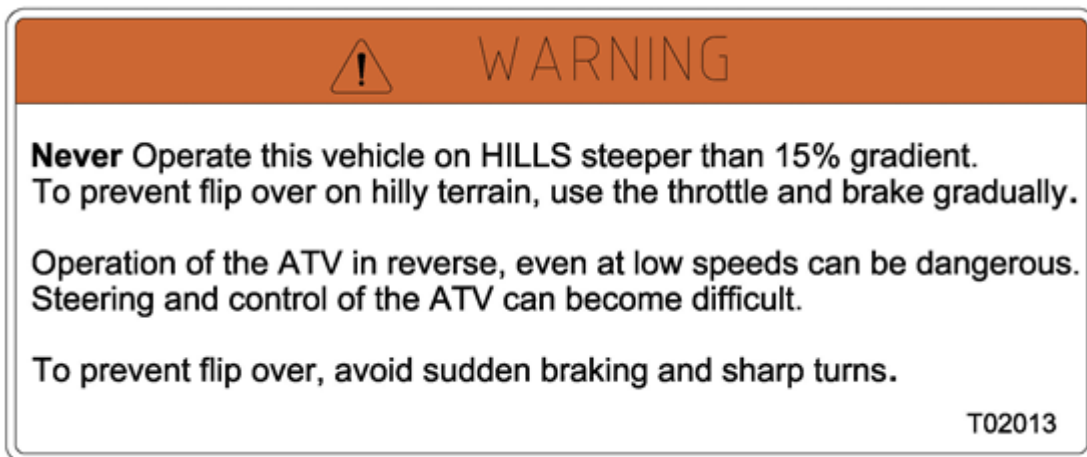 WARNING
Never Operate this vehicle on HILLS steeper than 15% gradient.
To prevent flip over on hilly terrain, use the throttle and brake gradually.
Operation of the ATV in reverse, even at low speeds can be dangerous.
Steering and control of the ATV can become difficult.
To prevent flip over, avoid sudden braking and sharp turns.
T02013